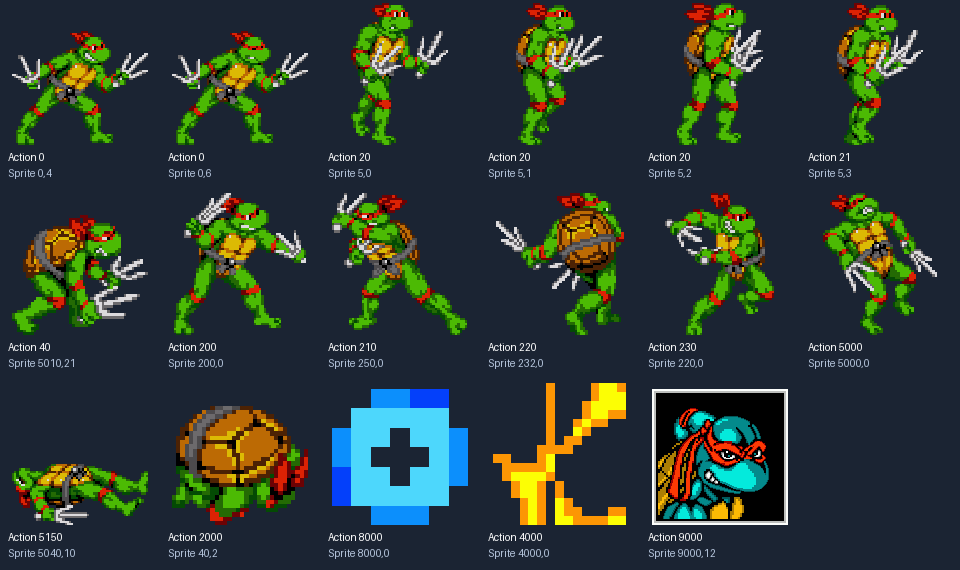 Action 0
Sprite 0,4
Action 0
Sprite 0,6
Action 20
Sprite 5,0
Action 20
Sprite 5,1
Action 20
Sprite 5,2
Action 21
Sprite 5,3
Action 40
Sprite 5010,21
Action 200
Sprite 200,0
Action 210
Sprite 250,0
Action 220
Sprite 232,0
Action 230
Sprite 220,0
Action 5000
Sprite 5000,0
Action 5150
Sprite 5040,10
Action 2000
Sprite 40,2
Action 8000
Sprite 8000,0
Action 4000
Sprite 4000,0
Action 9000
Sprite 9000,12